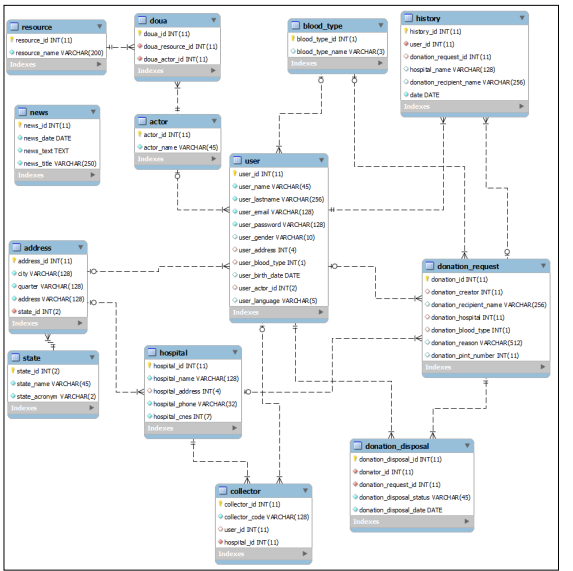 resource
resource_id INT(11)
resource_name VARCHAR(200)
Indexes
doua
doua_id INT(11)
doua_resource_id INT(11)
doua_actor_id INT(11)
Indexes
blood_type
blood_type_id INT(1)
blood_type_name VARCHAR(3)
Indexes
history
history_id INT(11)
user_id INT(11)
donation_request_id INT(11)
hospital_name VARCHAR(128)
donation_recipient_name VARCHAR(256)
date DATE
Indexes
news
news_id INT(11)
news_date DATE
news_text TEXT
news_title VARCHAR(250)
Indexes
actor
actor_id INT(11)
actor_name VARCHAR(45)
Indexes
user
user_id INT(11)
user_name VARCHAR(45)
user_lastname VARCHAR(256)
user_email VARCHAR(128)
user_password VARCHAR(128)
user_gender VARCHAR(10)
user_address INT(4)
user_blood_type INT(1)
user_birth_date DATE
user_actor_id INT(2)
user_language VARCHAR(5)
Indexes
address
address_id INT(11)
city VARCHAR(128)
quarter VARCHAR(128)
address VARCHAR(128)
state_id INT(2)
Indexes
donation_request
donation_id INT(11)
donation_creator INT(11)
donation_recipient_name VARCHAR(256)
donation_hospital INT(11)
donation_blood_type INT(1)
donation_reason VARCHAR(512)
donation_pint_number INT(11)
Indexes
state
state_id INT(2)
state_name VARCHAR(45)
state_acronym VARCHAR(2)
Indexes
hospital
hospital_id INT(11)
hospital_name VARCHAR(128)
hospital_address INT(4)
hospital_phone VARCHAR(32)
hospital_cnes INT(7)
Indexes
donation_disposal
donation_disposal_id INT(11)
donator_id INT(11)
donation_request_id INT(11)
donation_disposal_status VARCHAR(45)
donation_disposal_date DATE
Indexes
collector
collector_id INT(11)
collector_code VARCHAR(128)
user_id INT(11)
hospital_id INT(11)
Indexes